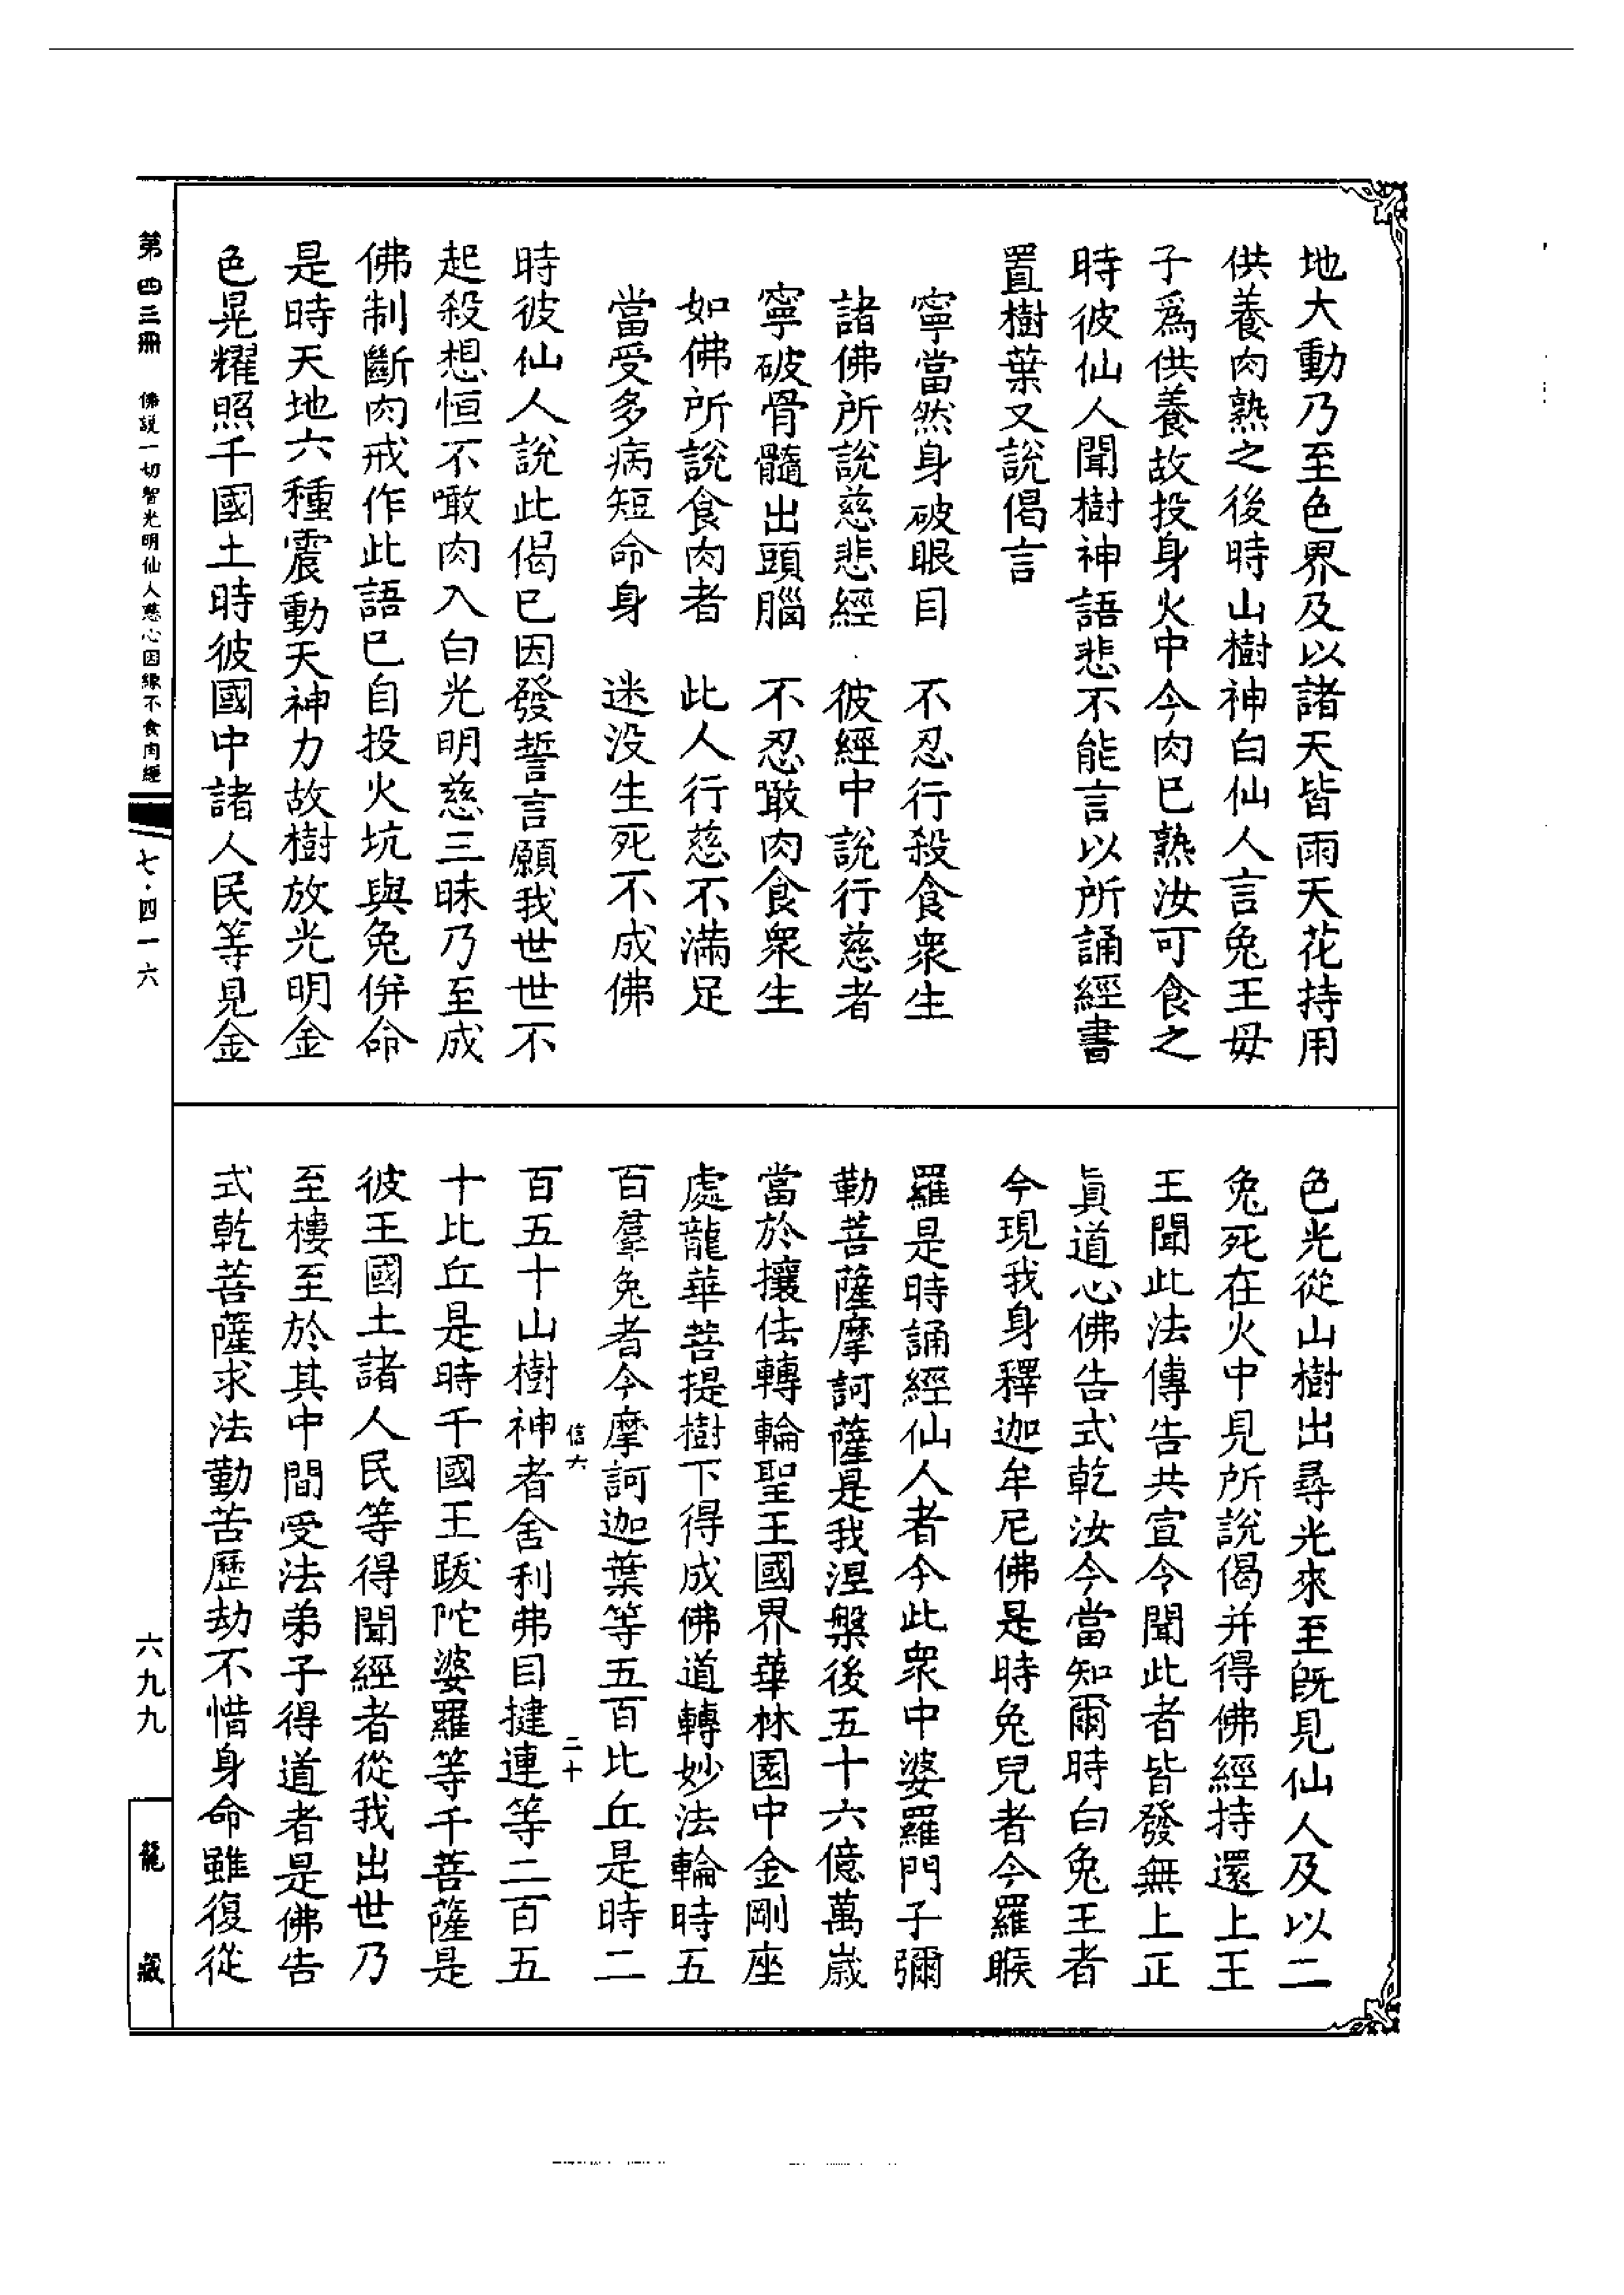 地大動乃至色界及以諸天皆雨天花持用
供養肉熟之後時山樹神白仙人言兔王毋
子爲供養故投身火中今肉已熟汝可食之
時彼仙人聞樹神語悲不能言以所誦經書
置樹葉又說偈言
寧當然身破眼目　不忍行殺食衆生
諸佛所說慈悲經　彼經中說行慈者
寧破骨髓出頭腦　不忍噉肉食衆生
如佛所說食肉者　此人行慈不滿足
當受多病短命身　迷沒生死不成佛
時彼仙人說此偈已因發誓言願我世世不
起殺想恒不噉肉入白光明慈三昧乃至成
佛制斷肉戒作此語已自投火坑與兔併命
是時天地六種震動天神力故樹放光明金
色晃耀照千國土時彼國中諸人民等見金
色光從山樹出尋光來至既見仙人及以二
兔死在火中見所說偈并得佛經持還上王
王聞此法傳告共宣令聞此者皆發無上正
眞道心佛告式乾汝今當知爾時白兔王者
今現我身釋迦牟尼佛是時兔兒者今羅睺
羅是時誦經仙人者今此衆中婆羅門子彌
勒菩薩摩訶薩是我涅槃後五十六億萬歲
當於攘佉轉輪聖王國界華林園中金剛座
處龍華菩提樹下得成佛道轉妙法輪時五
百羣兔者今摩訶迦葉等五百比丘是時二
信六　二十
百五十山樹神者舍利弗目揵連等二百五
十比丘是時千國王跋陀婆羅等千菩薩是
彼王國土諸人民等得聞經者從我出世乃
至樓至於其中間受法弟子得道者是佛告
式乾菩薩求法勤苦歷劫不惜身命雖復從
第四三冊　佛說一切智光明仙人慈心因緣不食肉經
七·四一六
六九九
龍藏